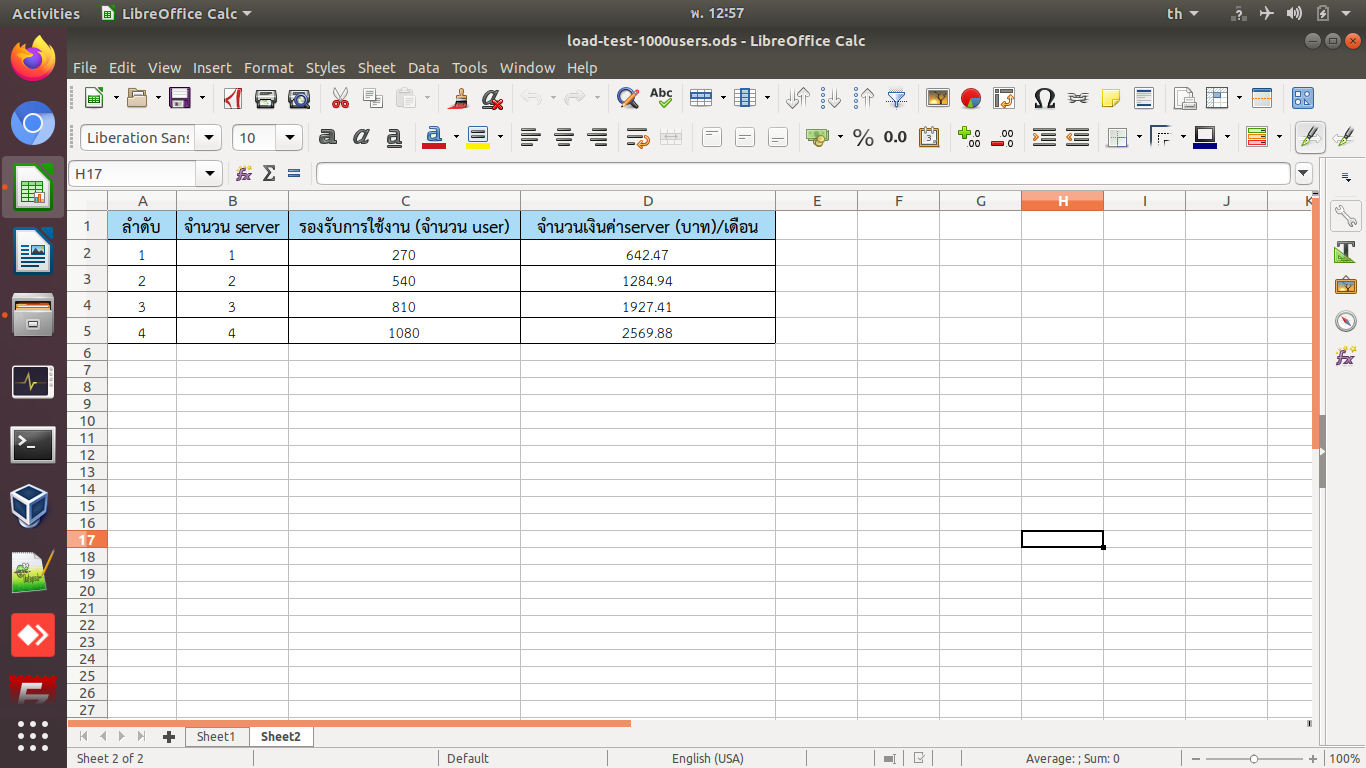 Activities LibreOffice Calc พ. 12:57 th
load-test-1000users.ods - LibreOffice Calc
File Edit View Insert Format Styles Sheet Data Tools Window Help
Liberation Sans 10
H17
A B C D E F G H I J K
1 ลำดับ จำนวน server รองรับการใช้งาน (จำนวน user) จำนวนเงินค่าserver (บาท)/เดือน
2 1 1 270 642.47
3 2 2 540 1284.94
4 3 3 810 1927.41
5 4 4 1080 2569.88
6
7
8
9
10
11
12
13
14
15
16
17
18
19
20
21
22
23
24
25
26
27
Sheet1 Sheet2
Sheet 2 of 2 Default English (USA) Average: ; Sum: 0 100%